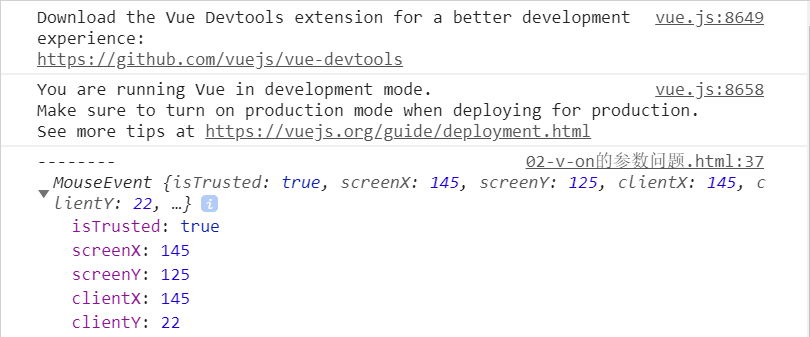 Download the Vue Devtools extension for a better development vue.js:8649
experience:
https://github.com/vuejs/vue-devtools
You are running Vue in development mode. vue.js:8658
Make sure to turn on production mode when deploying for production.
See more tips at https://vuejs.org/guide/deployment.html
-------- 02-v-on的参数问题.html:37
MouseEvent {isTrusted: true, screenX: 145, screenY: 125, clientX: 145, c
lientY: 22, …}
isTrusted: true
screenX: 145
screenY: 125
clientX: 145
clientY: 22